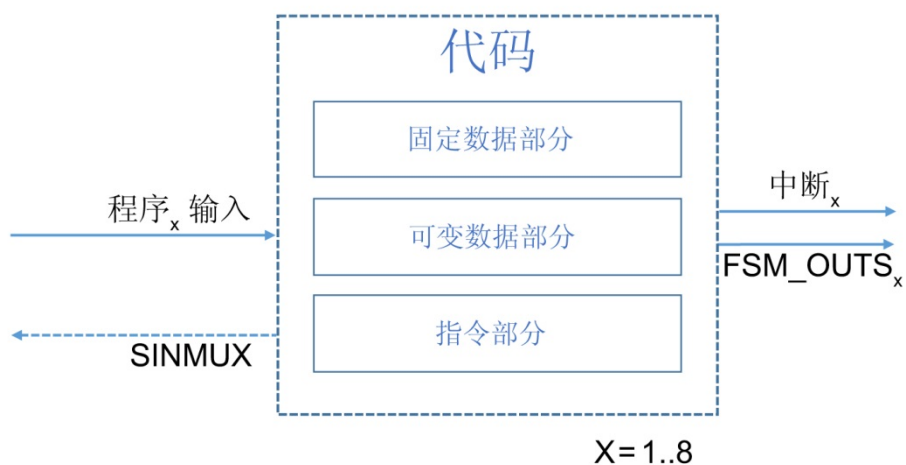 代码
固定数据部分
程序x 输入
可变数据部分
中断x
FSM_OUTSx
指令部分
SINMUX
X=1..8